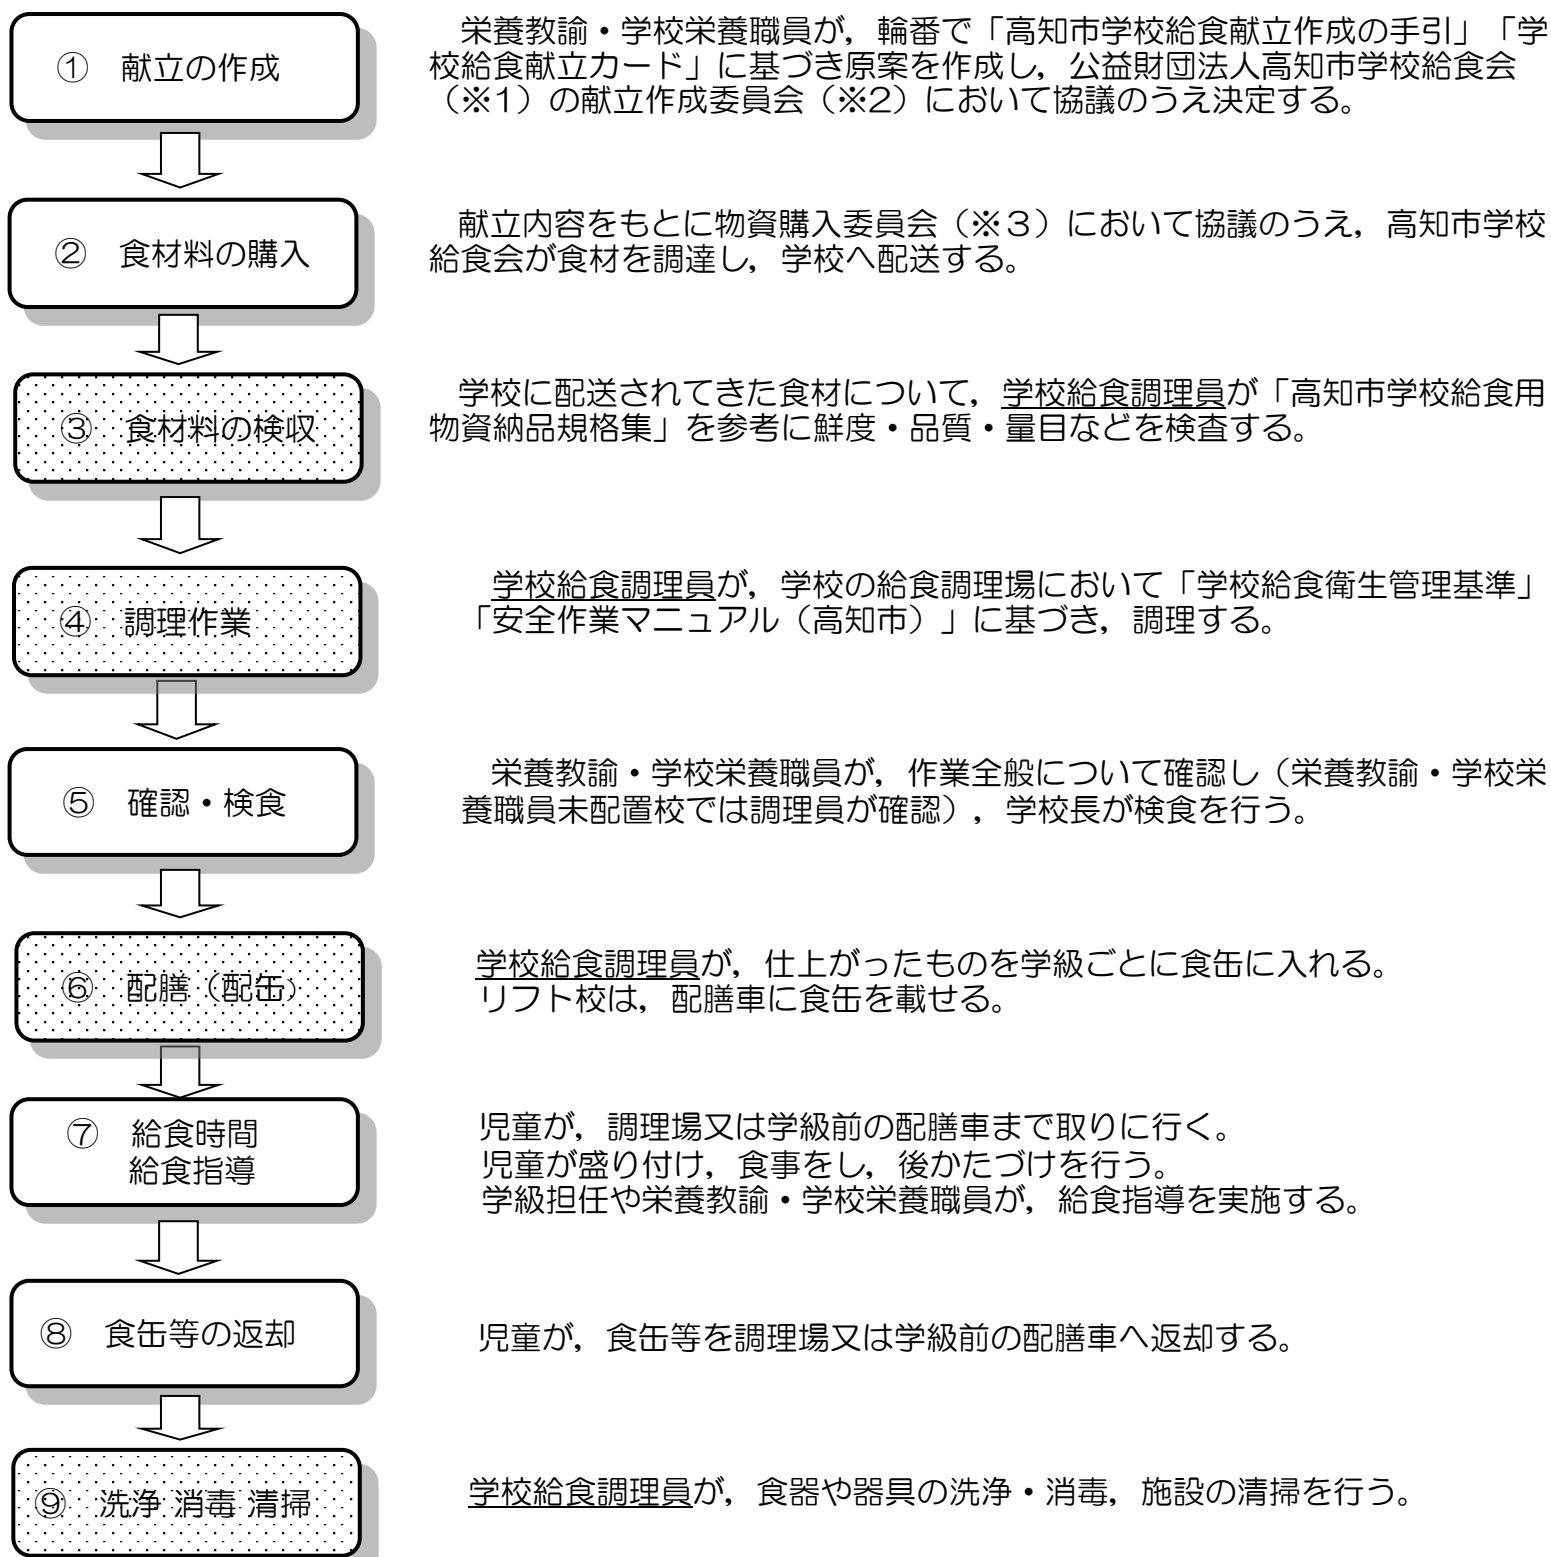 ① 献立の作成
栄養教諭・学校栄養職員が，輪番で「高知市学校給食献立作成の手引」「学
校給食献立カード」に基づき原案を作成し，公益財団法人高知市学校給食会
（※1）の献立作成委員会（※2）において協議のうえ決定する。
② 食材料の購入
献立内容をもとに物資購入委員会（※３）において協議のうえ，高知市学校
給食会が食材を調達し，学校へ配送する。
③ 食材料の検収
学校に配送されてきた食材について，学校給食調理員が「高知市学校給食用
物資納品規格集」を参考に鮮度・品質・量目などを検査する。
④ 調理作業
学校給食調理員が，学校の給食調理場において「学校給食衛生管理基準」
「安全作業マニュアル（高知市）」に基づき，調理する。
⑤ 確認・検食
栄養教諭・学校栄養職員が，作業全般について確認し（栄養教諭・学校栄
養職員未配置校では調理員が確認），学校長が検食を行う。
⑥ 配膳（配缶）
学校給食調理員が，仕上がったものを学級ごとに食缶に入れる。
リフト校は，配膳車に食缶を載せる。
⑦ 給食時間
給食指導
児童が，調理場又は学級前の配膳車まで取りに行く。
児童が盛り付け，食事をし，後かたづけを行う。
学級担任や栄養教諭・学校栄養職員が，給食指導を実施する。
⑧ 食缶等の返却
児童が，食缶等を調理場又は学級前の配膳車へ返却する。
⑨ 洗浄 消毒 清掃
学校給食調理員が，食器や器具の洗浄・消毒，施設の清掃を行う。